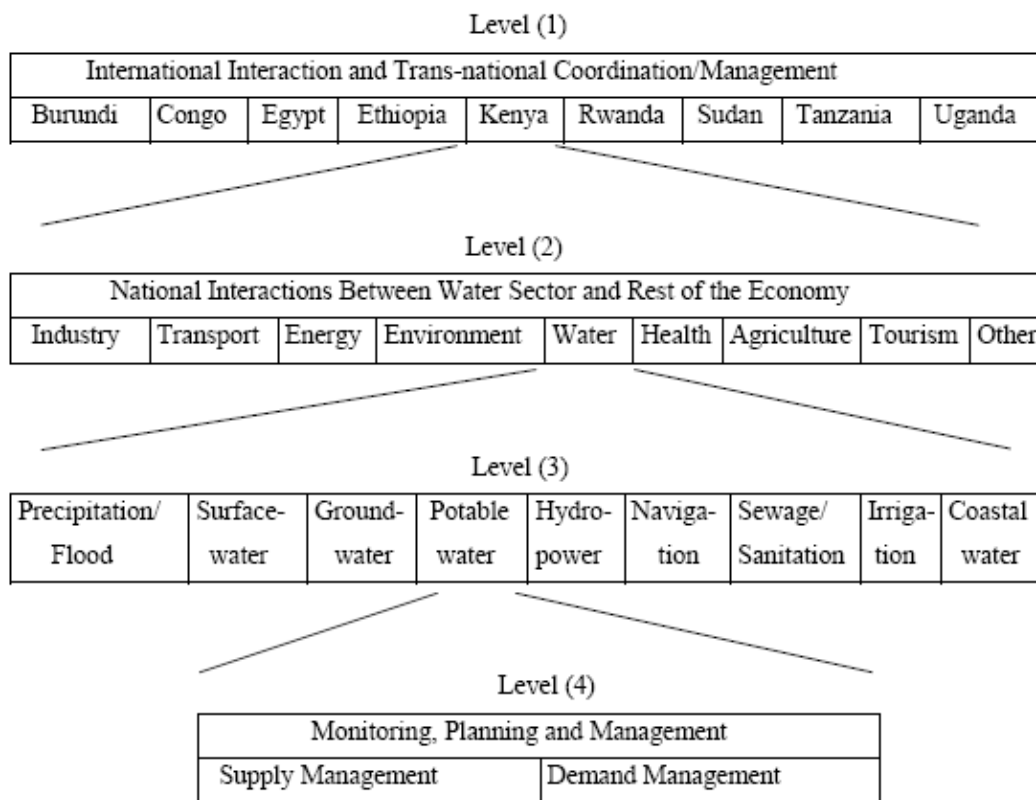 Level (1)
International Interaction and Trans-national Coordination/Management
Burundi Congo Egypt Ethiopia Kenya Rwanda Sudan Tanzania Uganda
Level (2)
National Interactions Between Water Sector and Rest of the Economy
Industry Transport Energy Environment Water Health Agriculture Tourism Other
Level (3)
Precipitation/ Surface- Ground- Potable Hydro- Naviga- Sewage/ Irriga- Coastal
Flood water water water power tion Sanitation tion water
Level (4)
Monitoring, Planning and Management
Supply Management Demand Management